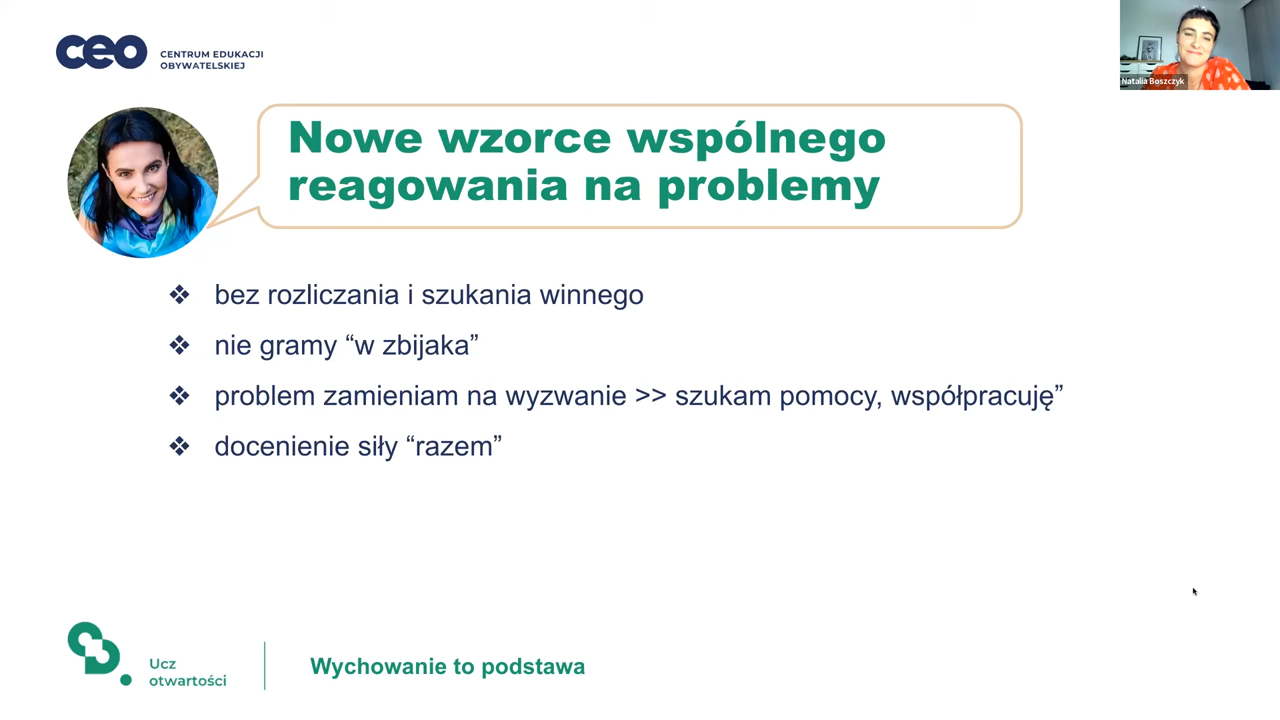 ceo
CENTRUM EDUKACJI
OBYWATELSKIEJ
Natalia Boszczyk
Nowe wzorce wspólnego
reagowania na problemy
❖ bez rozliczania i szukania winnego
❖ nie gramy “w zbijaka”
❖ problem zamieniam na wyzwanie >> szukam pomocy, współpracuję”
❖ docenienie siły “razem”
Ucz
otwartości
Wychowanie to podstawa